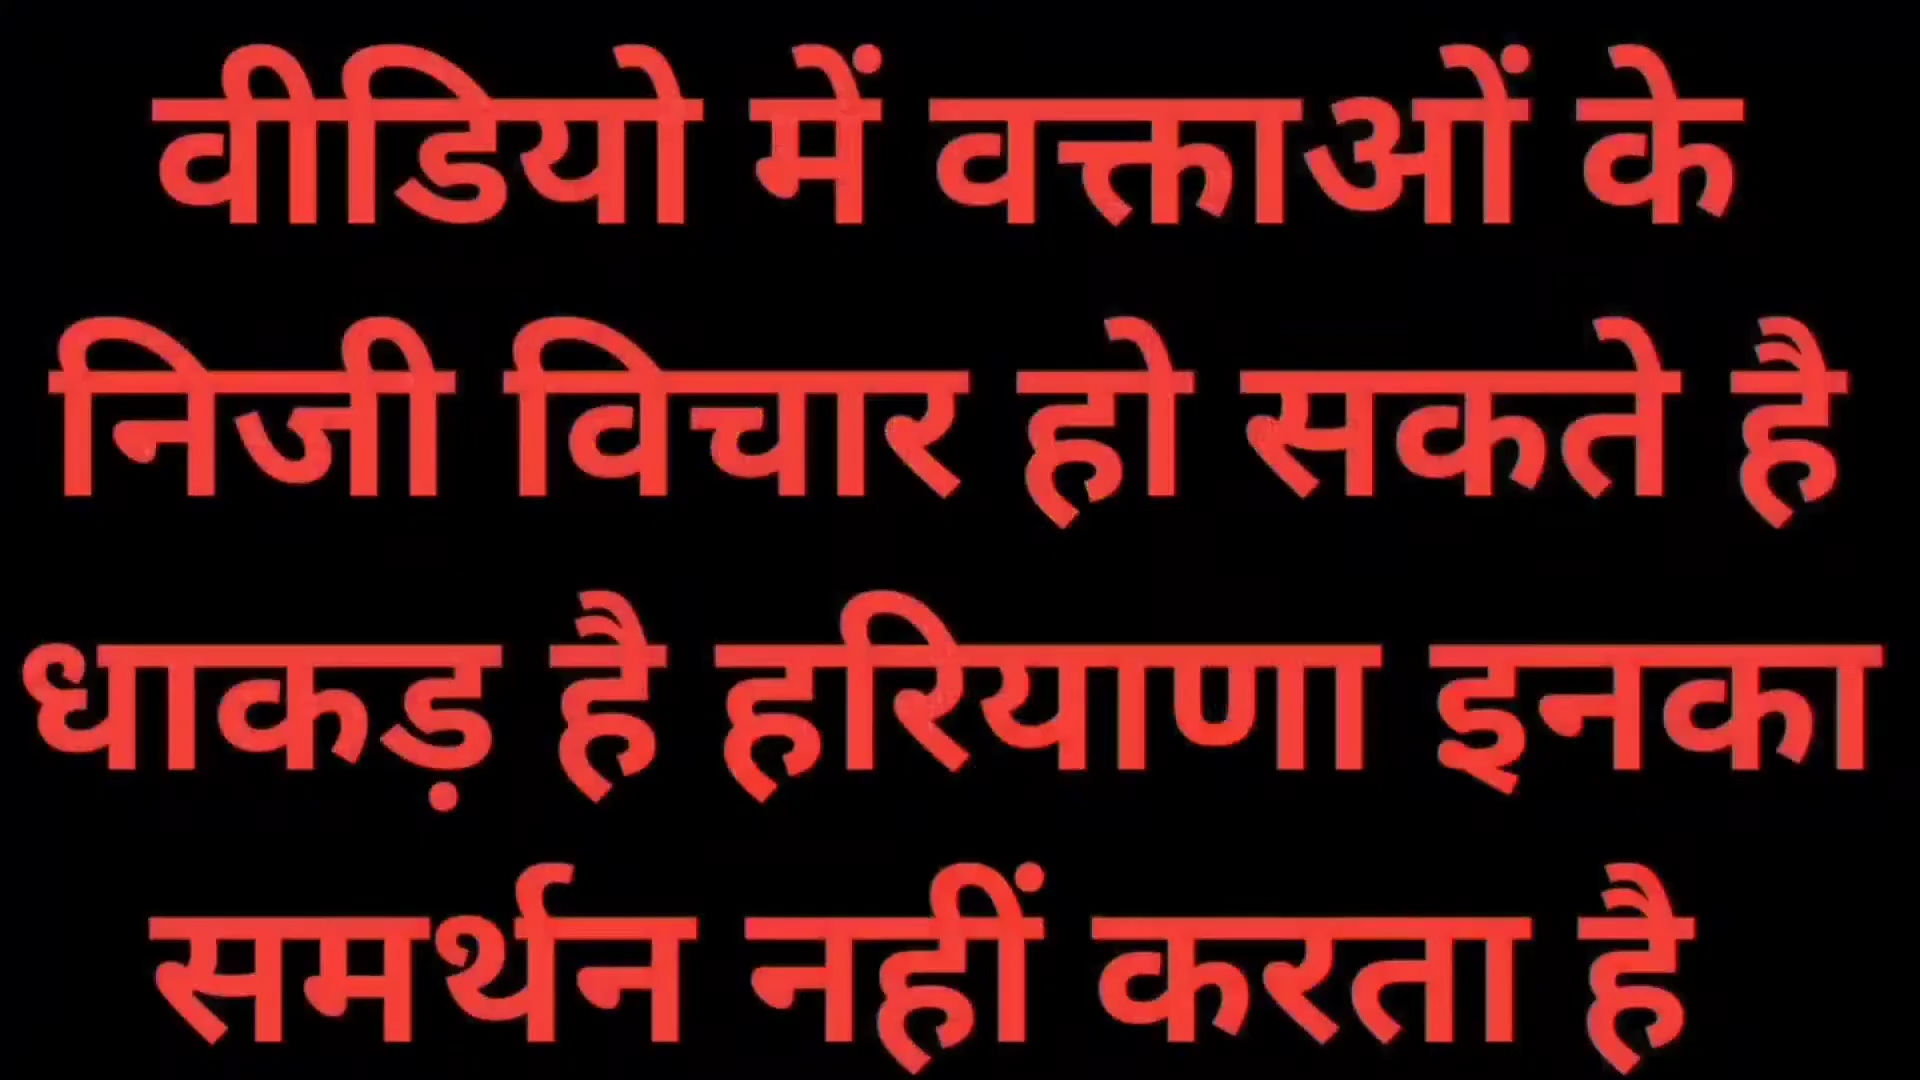 वीडियो में वक्ताओं के
निजी विचार हो सकते है
धाकड़ है हरियाणा इनका
समर्थन नहीं करता है